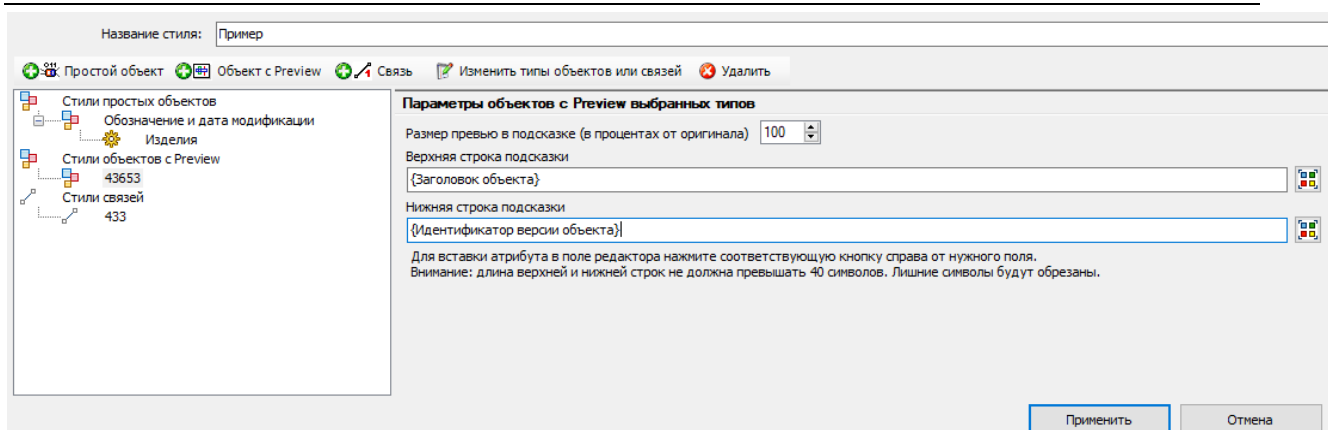 Название стиля: Пример
Простой объект Объект с Preview Связь Изменить типы объектов или связей Удалить
Стили простых объектов
Обозначение и дата модификации
Изделия
Стили объектов с Preview
43653
Стили связей
433
Параметры объектов с Preview выбранных типов
Размер превью в подсказке (в процентах от оригинала) 100
Верхняя строка подсказки
{Заголовок объекта}
Нижняя строка подсказки
{Идентификатор версии объекта}
Для вставки атрибута в поле редактора нажмите соответствующую кнопку справа от нужного поля.
Внимание: длина верхней и нижней строк не должна превышать 40 символов. Лишние символы будут обрезаны.
Применить Отмена